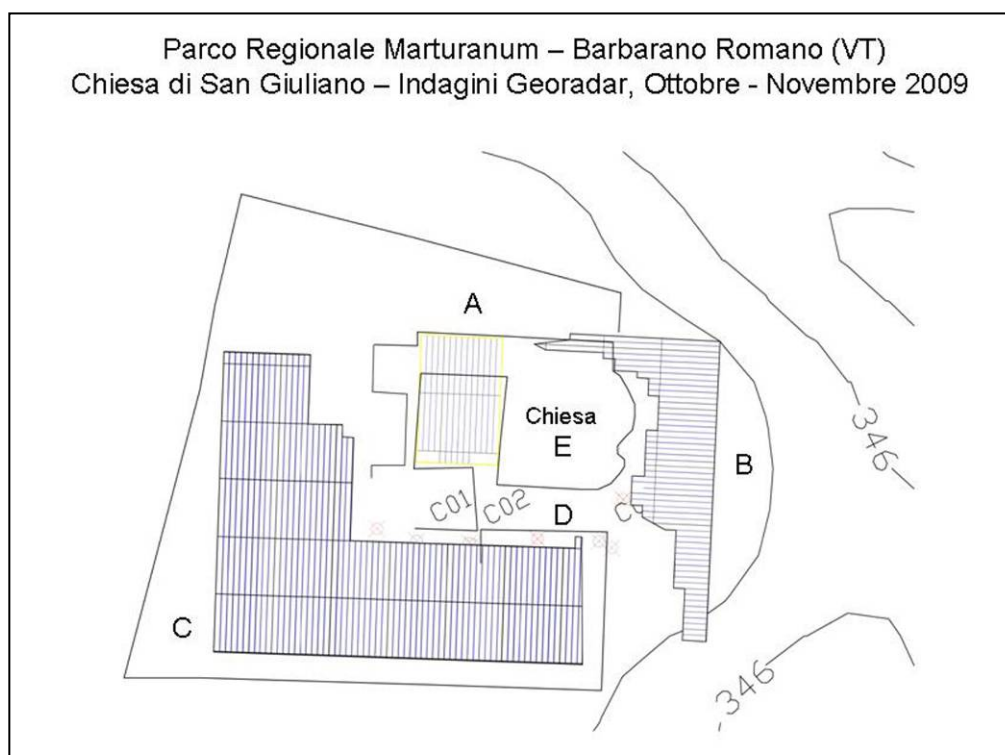 Parco Regionale Marturanum – Barbarano Romano (VT)
Chiesa di San Giuliano – Indagini Georadar, Ottobre - Novembre 2009
A
Chiesa
E
B
346
C01
C02
D
C
346